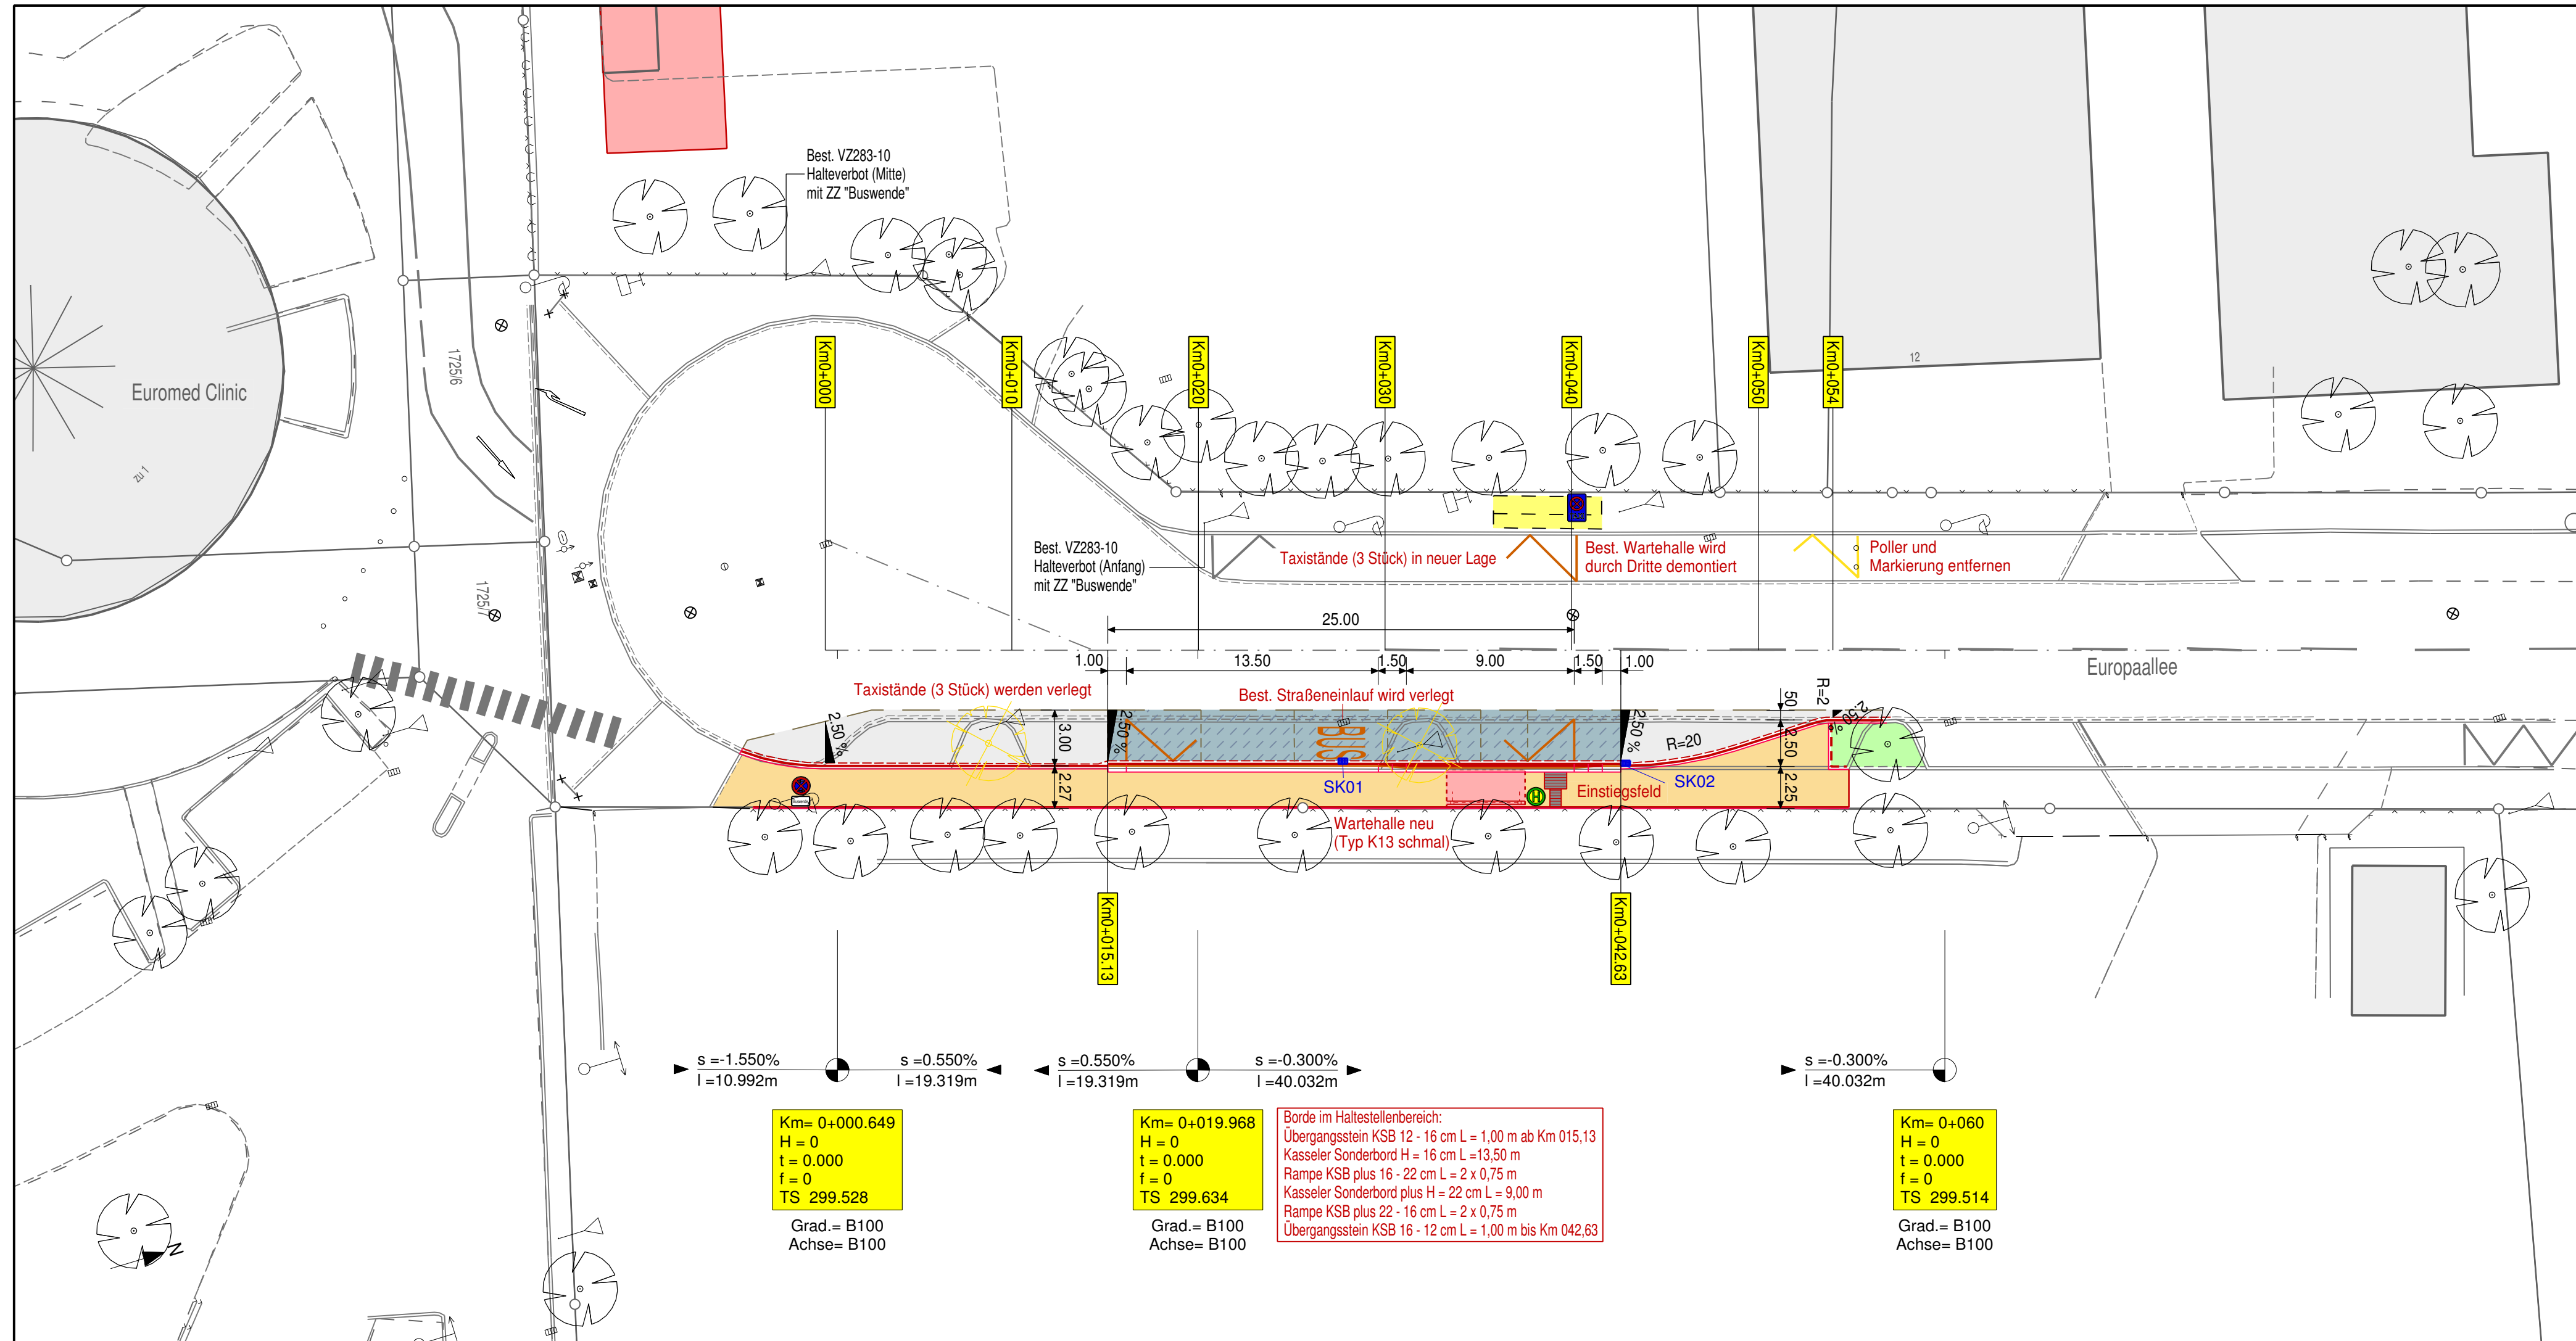 Best. VZ283-10
Halteverbot (Mitte)
mit ZZ "Buswende"
Euromed Clinic
zu 1
1725/6
1725/7
12
Km0+000
Km0+010
Km0+020
Km0+030
Km0+040
Km0+050
Km0+054
Best. VZ283-10
Halteverbot (Anfang)
mit ZZ "Buswende"
Taxistände (3 Stück) in neuer Lage
Best. Wartehalle wird
durch Dritte demontiert
Poller und
Markierung entfernen
25.00
1.00
13.50
1.50
9.00
1.50
1.00
Europaallee
Taxistände (3 Stück) werden verlegt
Best. Straßeneinlauf wird verlegt
2.50 %
3.00
2.50 %
BUS
2.50 %
R=20
50
R=2
2.50 %
2.50
2.27
2.25
SK01
SK02
Einstiegsfeld
H
Buswende
Wartehalle neu
(Typ K13 schmal)
Km0+015.13
Km0+042.63
s =-1.550%
l =10.992m
s =0.550%
l =19.319m
s =0.550%
l =19.319m
s =-0.300%
l =40.032m
s =-0.300%
l =40.032m
Km= 0+000.649
H = 0
t = 0.000
f = 0
TS 299.528
Grad.= B100
Achse= B100
Km= 0+019.968
H = 0
t = 0.000
f = 0
TS 299.634
Grad.= B100
Achse= B100
Borde im Haltestellenbereich:
Übergangsstein KSB 12 - 16 cm L = 1,00 m ab Km 015,13
Kasseler Sonderbord H = 16 cm L =13,50 m
Rampe KSB plus 16 - 22 cm L = 2 x 0,75 m
Kasseler Sonderbord plus H = 22 cm L = 9,00 m
Rampe KSB plus 22 - 16 cm L = 2 x 0,75 m
Übergangsstein KSB 16 - 12 cm L = 1,00 m bis Km 042,63
Km= 0+060
H = 0
t = 0.000
f = 0
TS 299.514
Grad.= B100
Achse= B100
N